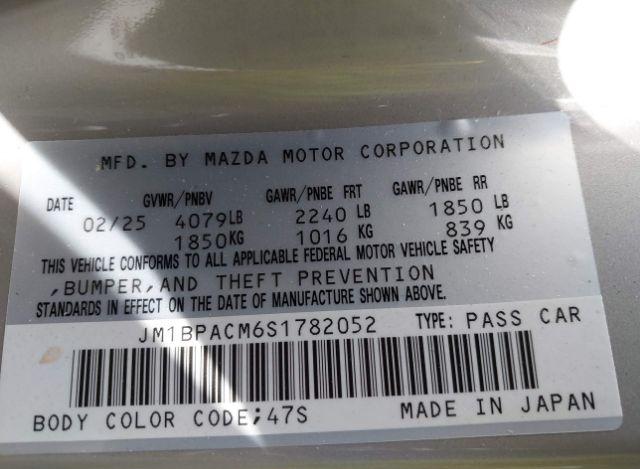 MFD. BY MAZDA MOTOR CORPORATION
DATE GVWR/PNBV GAWR/PNBE FRT GAWR/PNBE RR
02/25 4079LB 2240 LB 1850 LB
1850KG 1016 KG 839 KG
THIS VEHICLE CONFORMS TO ALL APPLICABLE FEDERAL MOTOR VEHICLE SAFETY
,BUMPER,AND THEFT PREVENTION
STANDARDS IN EFFECT ON THE DATE OF MANUFACTURE SHOWN ABOVE.
JM1BPACM6S1782052 TYPE: PASS CAR
BODY COLOR CODE;47S MADE IN JAPAN